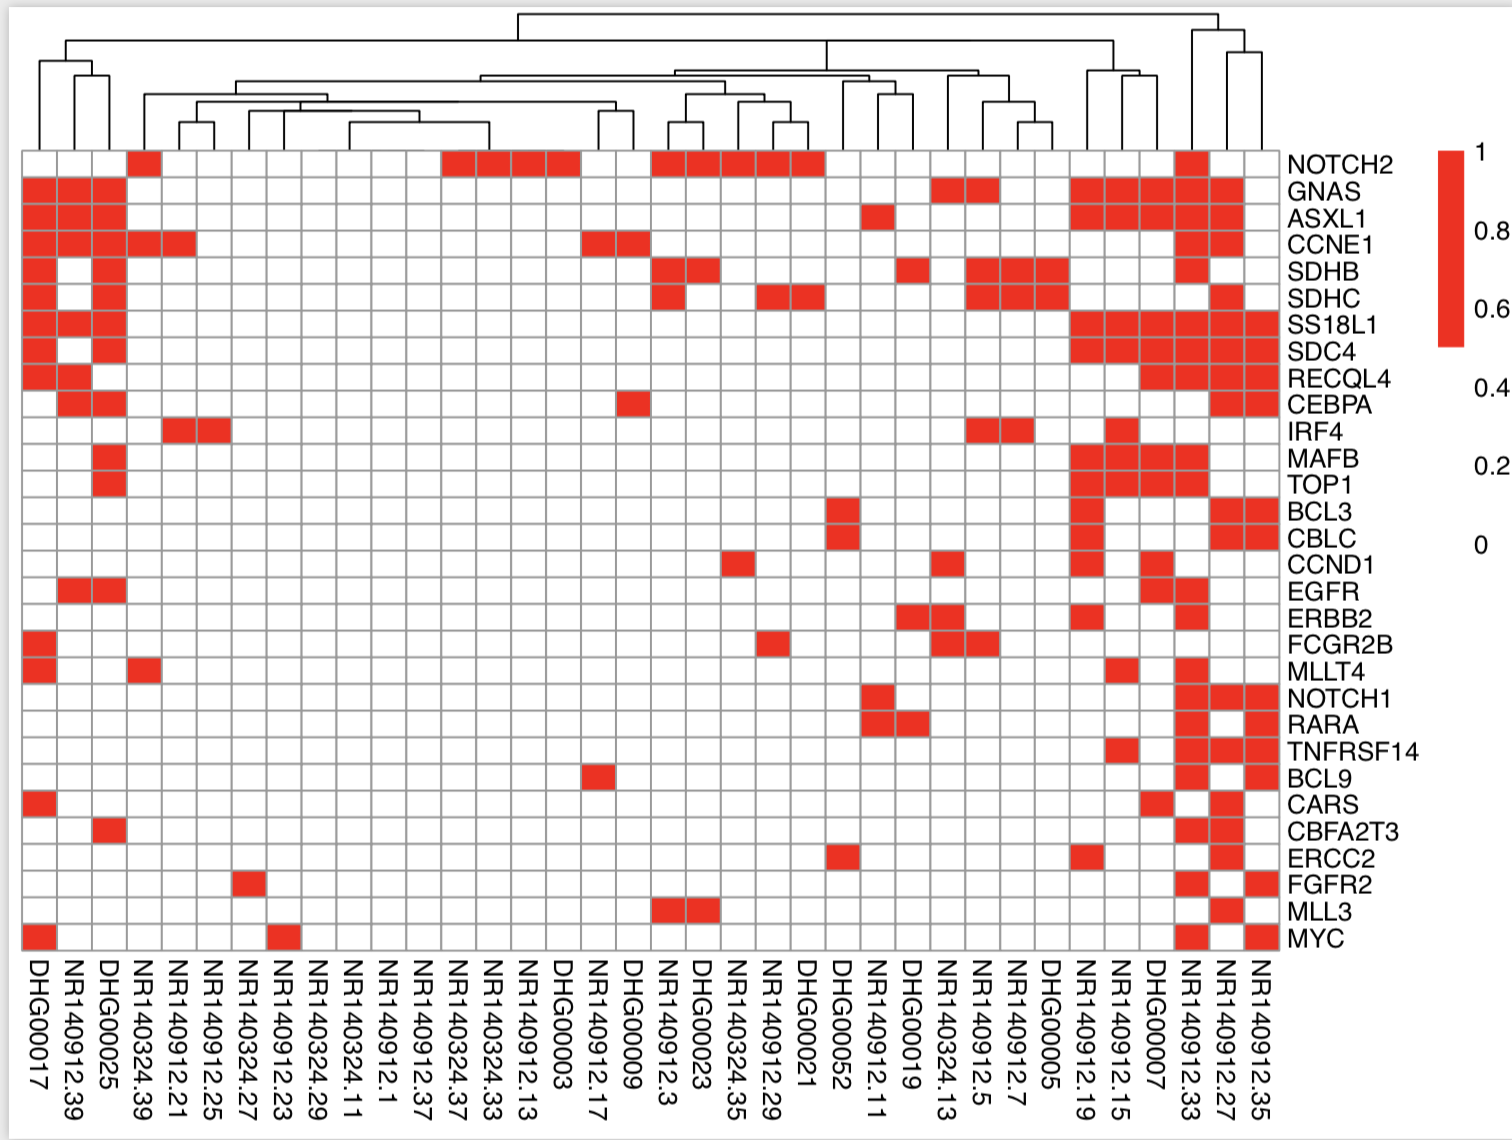 NOTCH2
GNAS
ASXL1
CCNE1
SDHB
SDHC
SS18L1
SDC4
RECQL4
CEBPA
IRF4
MAFB
TOP1
BCL3
CBLC
CCND1
EGFR
ERBB2
FCGR2B
MLLT4
NOTCH1
RARA
TNFRSF14
BCL9
CARS
CBFA2T3
ERCC2
FGFR2
MLL3
MYC
1
0.8
0.6
0.4
0.2
0
DHG00017
NR140912.39
DHG00025
NR140324.39
NR140912.21
NR140912.25
NR140324.27
NR140912.23
NR140324.29
NR140324.11
NR140912.1
NR140912.37
NR140324.37
NR140324.33
NR140912.13
DHG00003
NR140912.17
DHG00009
NR140912.3
DHG00023
NR140324.35
NR140912.29
DHG00021
DHG00052
NR140912.11
DHG00019
NR140324.13
NR140912.5
NR140912.7
DHG00005
NR140912.19
NR140912.15
DHG00007
NR140912.33
NR140912.27
NR140912.35